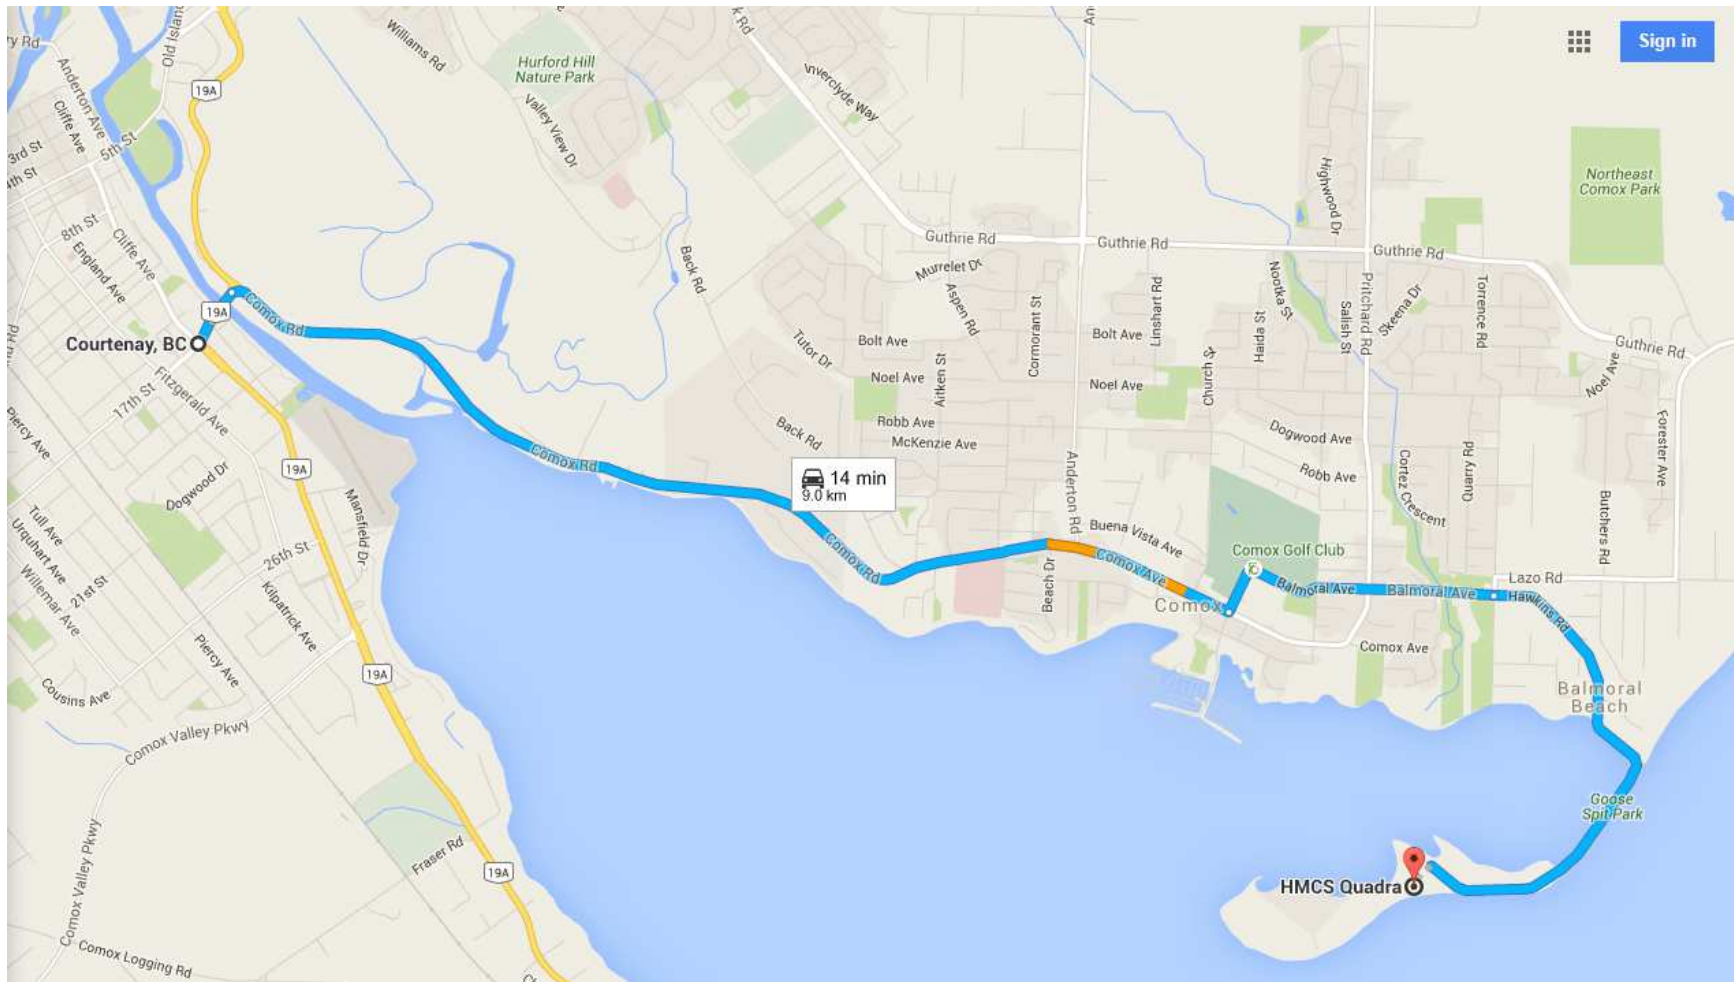 Sign in
Williams Rd
Hurford Hill
Nature Park
Valley View Dr
Inverclyde Way
Old Island
19A
Anderton Ave
Cliffe Ave
5th St
3rd St
4th St
8th St
Cliffe Ave
England Ave
Highwood Dr
Northeast
Comox Park
Guthrie Rd
Guthrie Rd
Guthrie Rd
Guthrie Rd
Back Rd
Murrelet Dr
Aspen Rd
Cormorant St
Linshart Rd
Nootka St
Haida St
Salish St
Pritchard Rd
Skeena Dr
Torrence Rd
19A
Comox Rd
Courtenay, BC
17th St
Fitzgerald Ave
Tutor Dr
Bolt Ave
Bolt Ave
Noel Ave
Noel Ave
Noel Ave
Aitken St
Church St
Robb Ave
McKenzie Ave
Back Rd
Dogwood Ave
Robb Ave
Cortez Crescent
Quarry Rd
Butchers Rd
Forester Ave
Piercy Ave
Dogwood Dr
19A
Mansfield Dr
Comox Rd
14 min
9.0 km
Anderton Rd
Buena Vista Ave
Comox Golf Club
Comox Rd
Comox Ave
Beach Dr
Comox
Balmoral Ave
Balmoral Ave
Hawkins Rd
Lazo Rd
Comox Ave
Tull Ave
Urquhart Ave
Willemar Ave
21st St
26th St
Kilpatrick Ave
Piercy Ave
Cousins Ave
19A
Comox Valley Pkwy
Balmoral
Beach
Goose
Spit Park
HMCS Quadra
Fraser Rd
19A
Comox Valley Pkwy
Comox Logging Rd